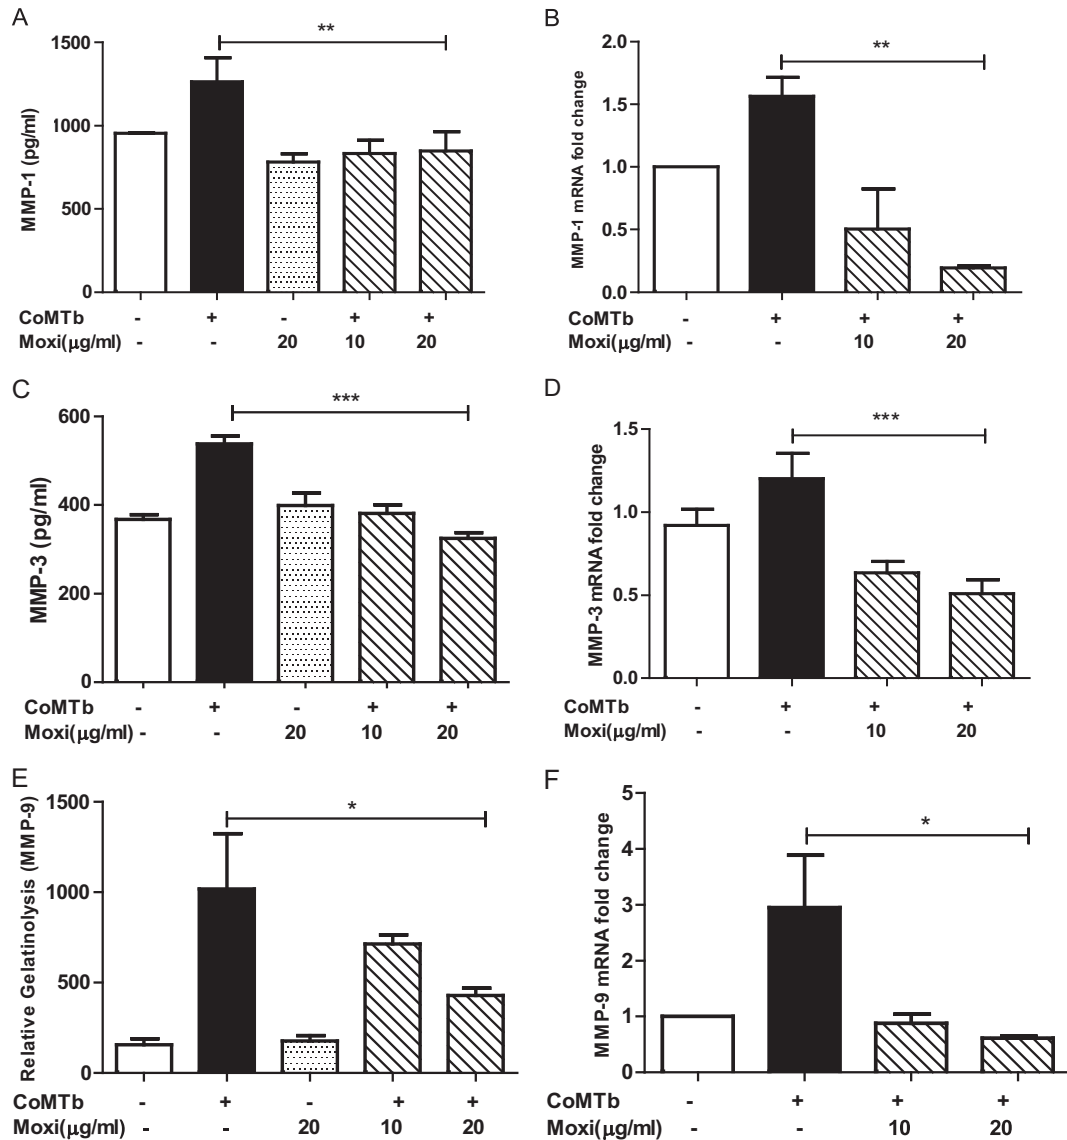 A
**
MMP-1 (pg/ml)
1500
1000
500
0
CoMTb - + - + +
Moxi(μg/ml) - - 20 10 20
B
**
MMP-1 mRNA fold change
2.0
1.5
1.0
0.5
0.0
CoMTb - + + +
Moxi(μg/ml) - - 10 20
C
***
MMP-3 (pg/ml)
600
400
200
0
CoMTb - + - + +
Moxi(μg/ml) - - 20 10 20
D
***
MMP-3 mRNA fold change
1.5
1.0
0.5
0.0
CoMTb - + + +
Moxi(μg/ml) - - 10 20
E
*
Relative Gelatinolysis (MMP-9)
1500
1000
500
0
CoMTb - + - + +
Moxi(μg/ml) - - 20 10 20
F
*
MMP-9 mRNA fold change
5
4
3
2
1
0
CoMTb - + + +
Moxi(μg/ml) - - 10 20